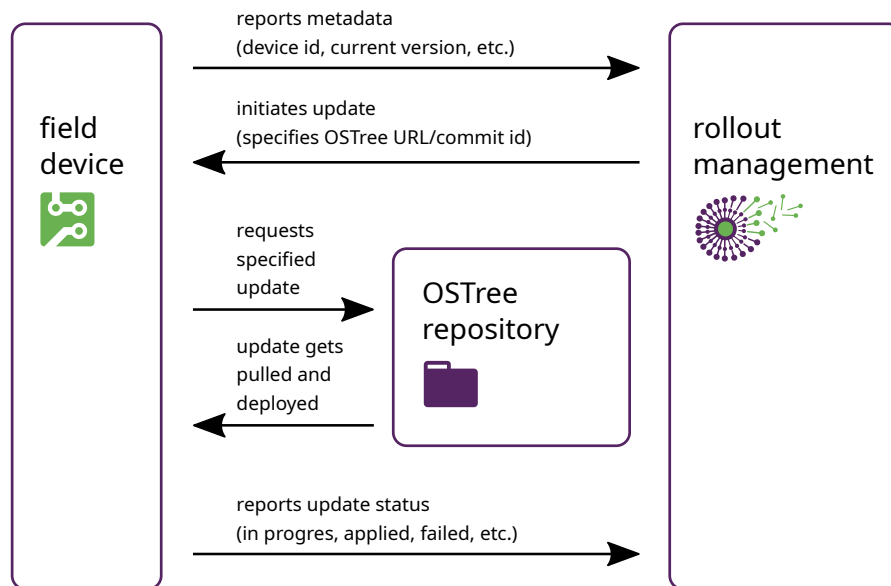 reports metadata
(device id, current version, etc.)
field
device
initiates update
(specifies OSTree URL/commit id)
rollout
management
requests
specified
update
OSTree
repository
update gets
pulled and
deployed
reports update status
(in progres, applied, failed, etc.)